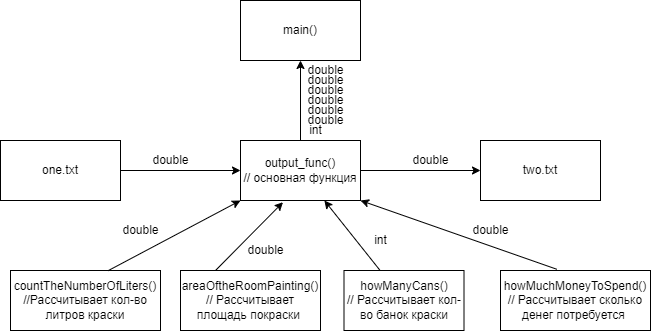 main()
double
double
double
double
double
double
int
one.txt
double
output_func()
// основная функция
double
two.txt
double
double
int
double
countTheNumberOfLiters()
//Рассчитывает кол-во
литров краски
areaOftheRoomPainting()
// Рассчитывает
площадь покраски
howManyCans()
// Рассчитывает кол-
во банок краски
howMuchMoneyToSpend()
// Рассчитывает сколько
денег потребуется